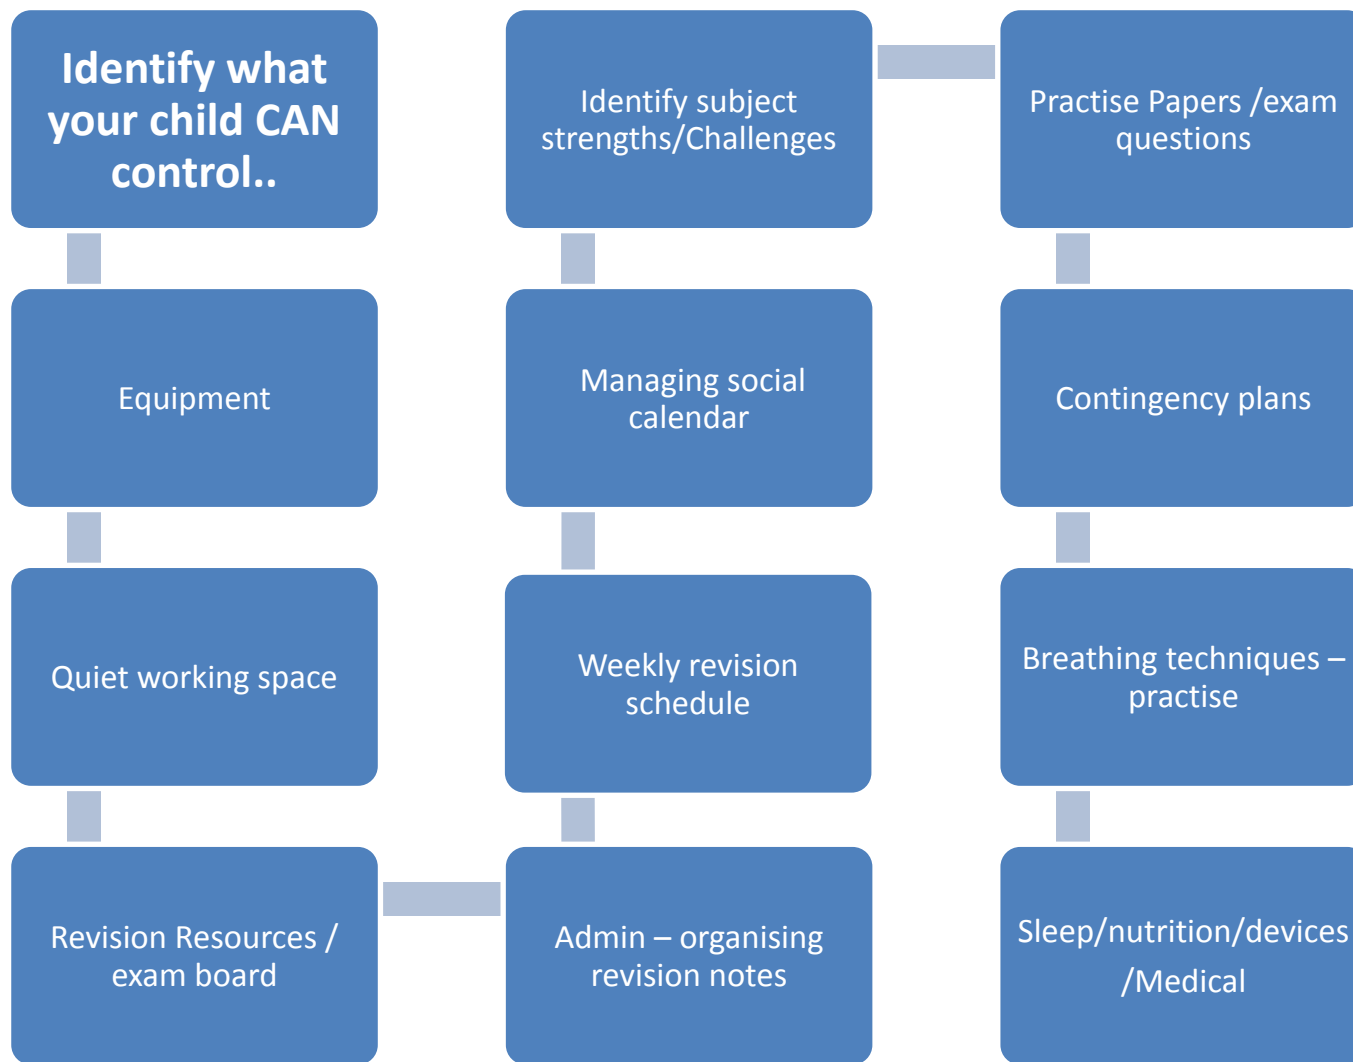 Identify what
your child CAN
control..
Equipment
Quiet working space
Revision Resources /
exam board
Admin – organising
revision notes
Weekly revision
schedule
Managing social
calendar
Identify subject
strengths/Challenges
Practise Papers /exam
questions
Contingency plans
Breathing techniques –
practise
Sleep/nutrition/devices
/Medical